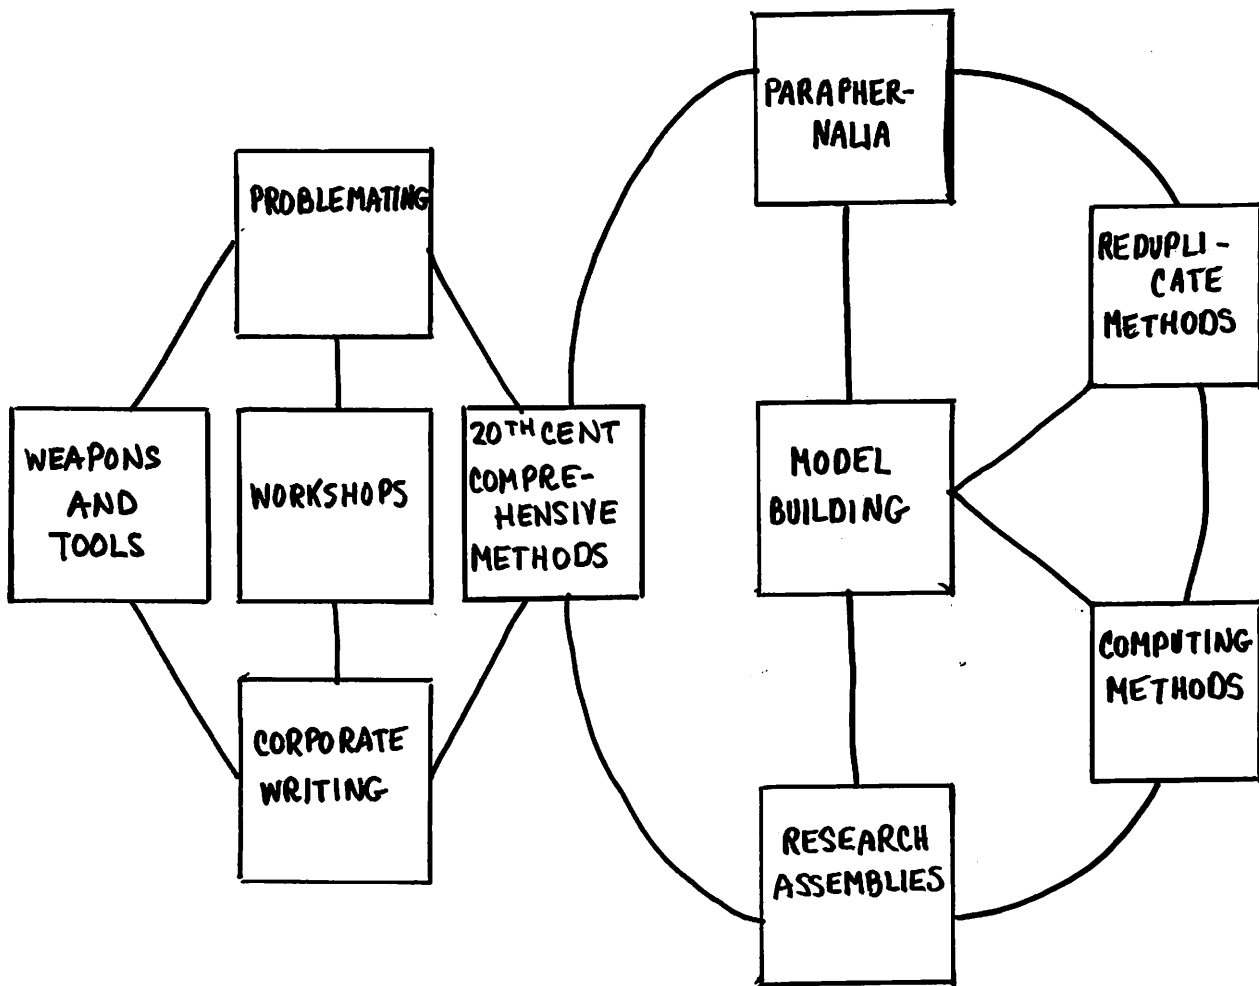 PROBLEMATING
WEAPONS
AND
TOOLS
WORKSHOPS
20TH CENT
COMPRE-
HENSIVE
METHODS
CORPORATE
WRITING
PARAPHER-
NALIA
MODEL
BUILDING
RESEARCH
ASSEMBLIES
REDUPLI-
CATE
METHODS
COMPUTING
METHODS